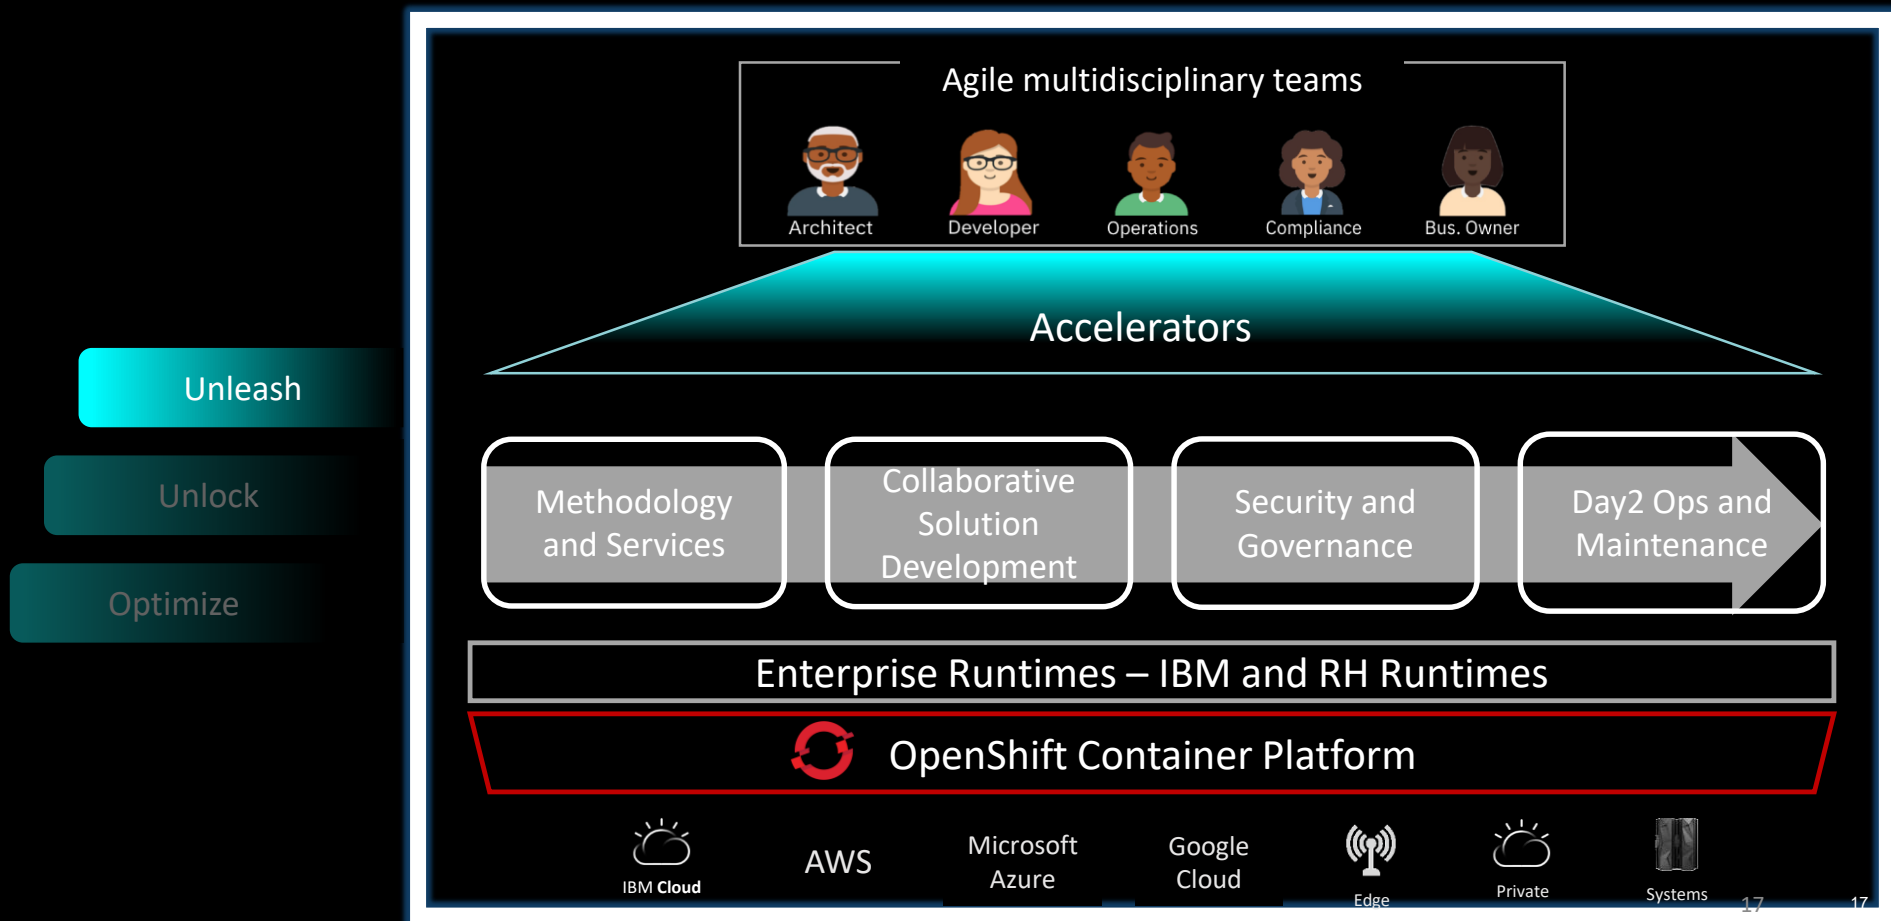 Agile multidisciplinary teams
Architect
Developer
Operations
Compliance
Bus. Owner
Accelerators
Unleash
Unlock
Optimize
Methodology
and Services
Collaborative
Solution
Development
Security and
Governance
Day2 Ops and
Maintenance
Enterprise Runtimes – IBM and RH Runtimes
OpenShift Container Platform
IBM Cloud
AWS
Microsoft
Azure
Google
Cloud
Edge
Private
Systems
17
17